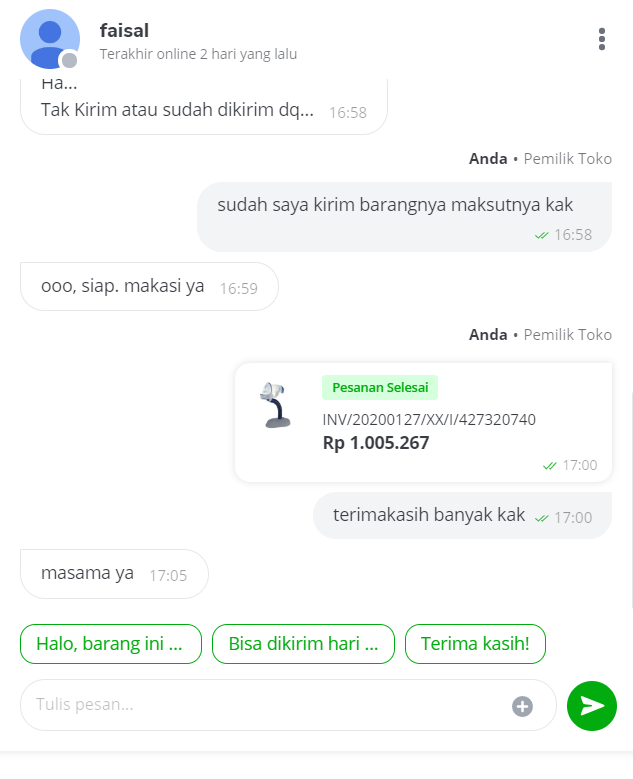 faisal
Terakhir online 2 hari yang lalu
Ha...
Tak Kirim atau sudah dikirim dq... 16:58
Anda • Pemilik Toko
sudah saya kirim barangnya maksutnya kak
16:58
ooo, siap. makasi ya 16:59
Anda • Pemilik Toko
Pesanan Selesai
INV/20200127/XX/I/427320740
Rp 1.005.267
17:00
terimakasih banyak kak 17:00
masama ya 17:05
Halo, barang ini ... Bisa dikirim hari ... Terima kasih!
Tulis pesan...